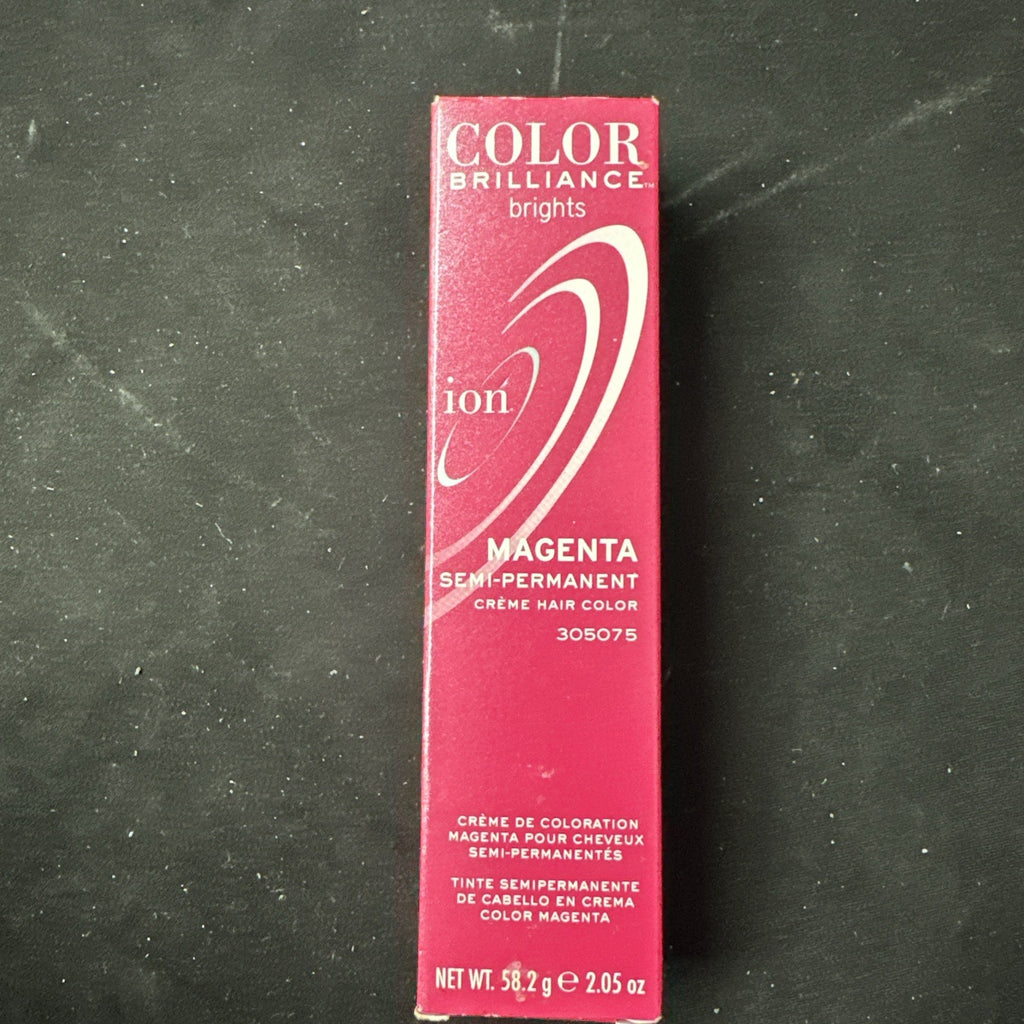 COLOR
BRILLIANCE™
brights
ion
MAGENTA
SEMI-PERMANENT
CRÈME HAIR COLOR
305075
CRÈME DE COLORATION
MAGENTA POUR CHEVEUX
SEMI-PERMANENTÉS
TINTE SEMIPERMANENTE
DE CABELLO EN CREMA
COLOR MAGENTA
NET WT. 58.2 g ℮ 2.05 oz